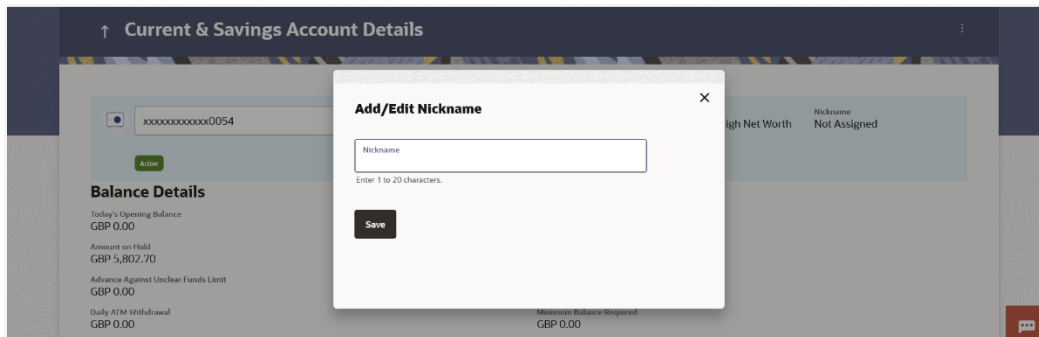 Current & Savings Account Details
Add/Edit Nickname
xxxxxxxxxxxx0054
Nickname
Enter 1 to 20 characters.
Save
igh Net Worth
Nickname
Not Assigned
Active
Balance Details
Today's Opening Balance
GBP 0.00
Amount on Hold
GBP 5,802.70
Advance Against Unclear Funds Limit
GBP 0.00
Daily ATM Withdrawal
GBP 0.00
Minimum Balance Required
GBP 0.00